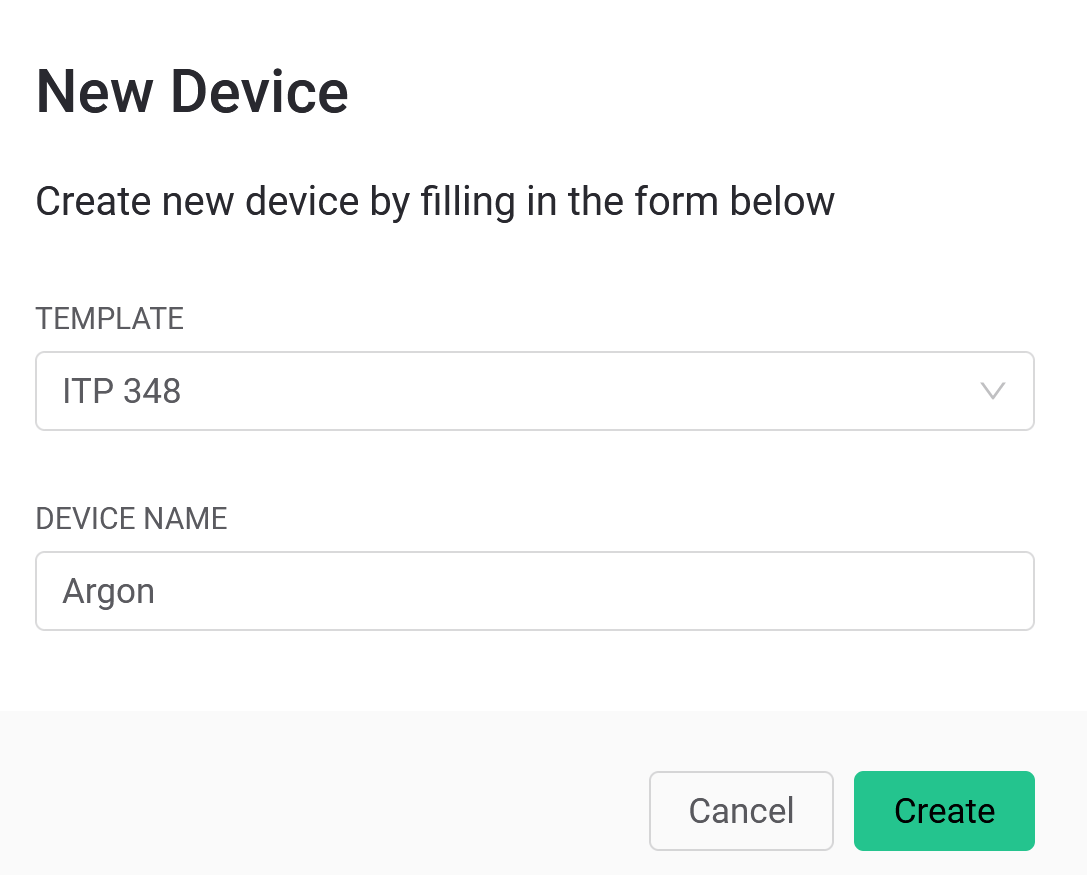 New Device
Create new device by filling in the form below
TEMPLATE
ITP 348
DEVICE NAME
Argon
Cancel
Create